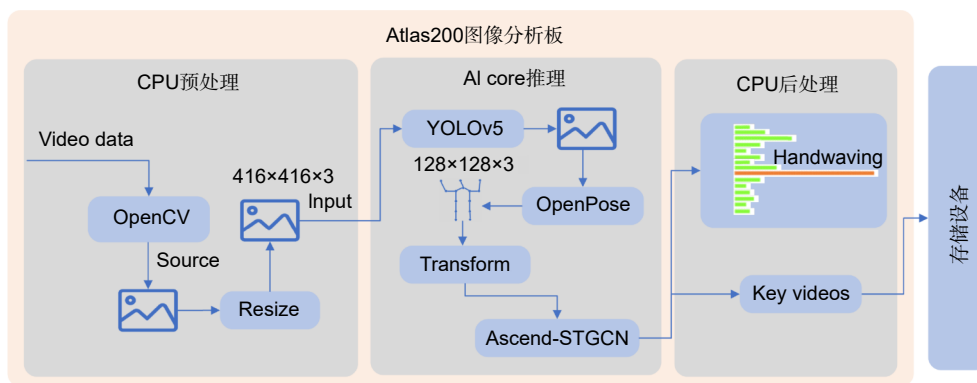 Atlas200图像分析板
CPU预处理
Video data
OpenCV
Source
Resize
416×416×3
Input
AI core推理
YOLOv5
128×128×3
OpenPose
Transform
Ascend-STGCN
CPU后处理
Handwaving
Key videos
存储设备